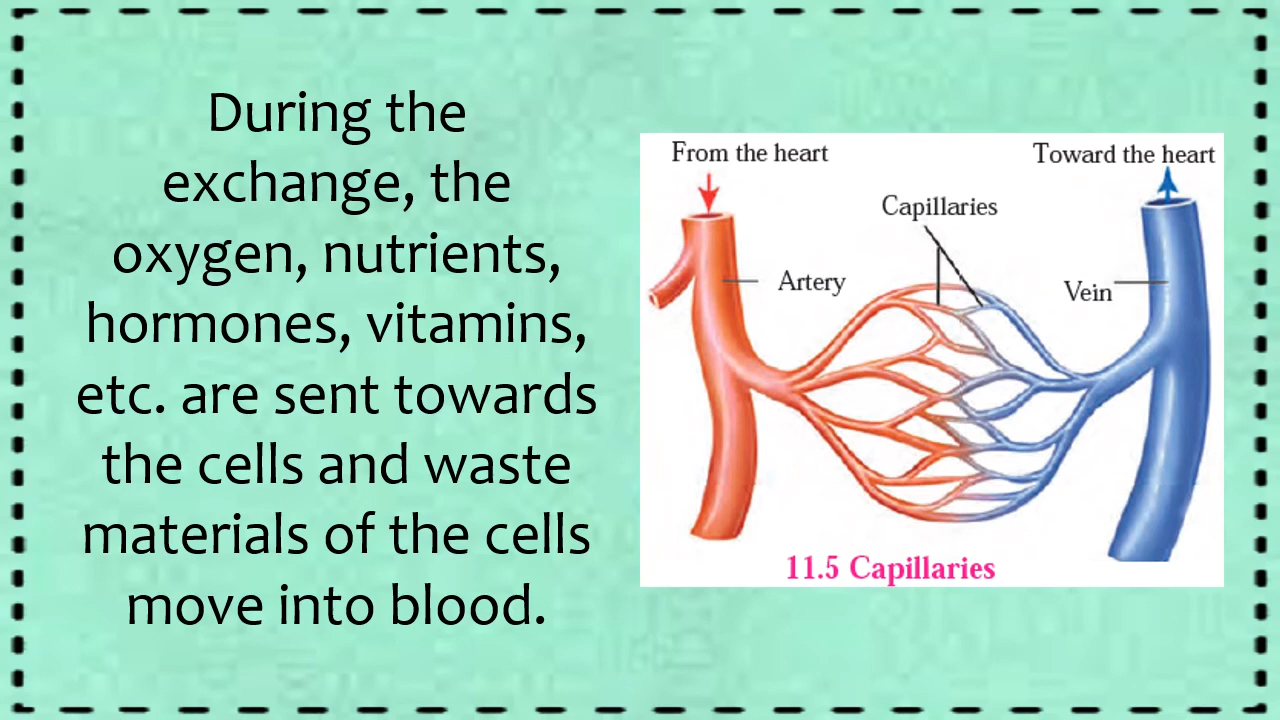 During the
exchange, the
oxygen, nutrients,
hormones, vitamins,
etc. are sent towards
the cells and waste
materials of the cells
move into blood.
From the heart
Toward the heart
Capillaries
Artery
Vein
11.5 Capillaries